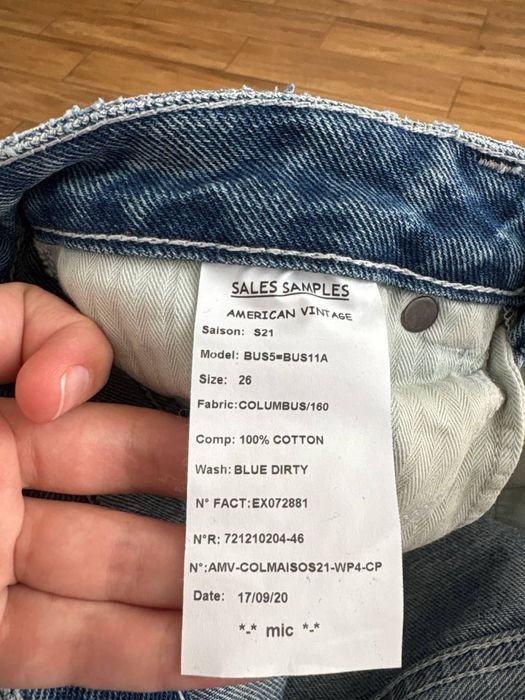 SALES SAMPLES
AMERICAN VINTAGE
Saison: S21
Model: BUS5=BUS11A
Size: 26
Fabric:COLUMBUS/160
Comp: 100% COTTON
Wash: BLUE DIRTY
N° FACT:EX072881
N°R: 721210204-46
N°:AMV-COLMAISOS21-WP4-CP
Date: 17/09/20
*-* mic *-*